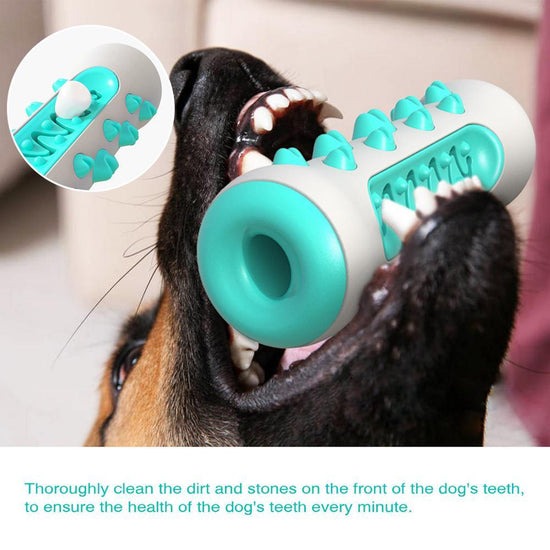 Thoroughly clean the dirt and stones on the front of the dog's teeth,
to ensure the health of the dog's teeth every minute.